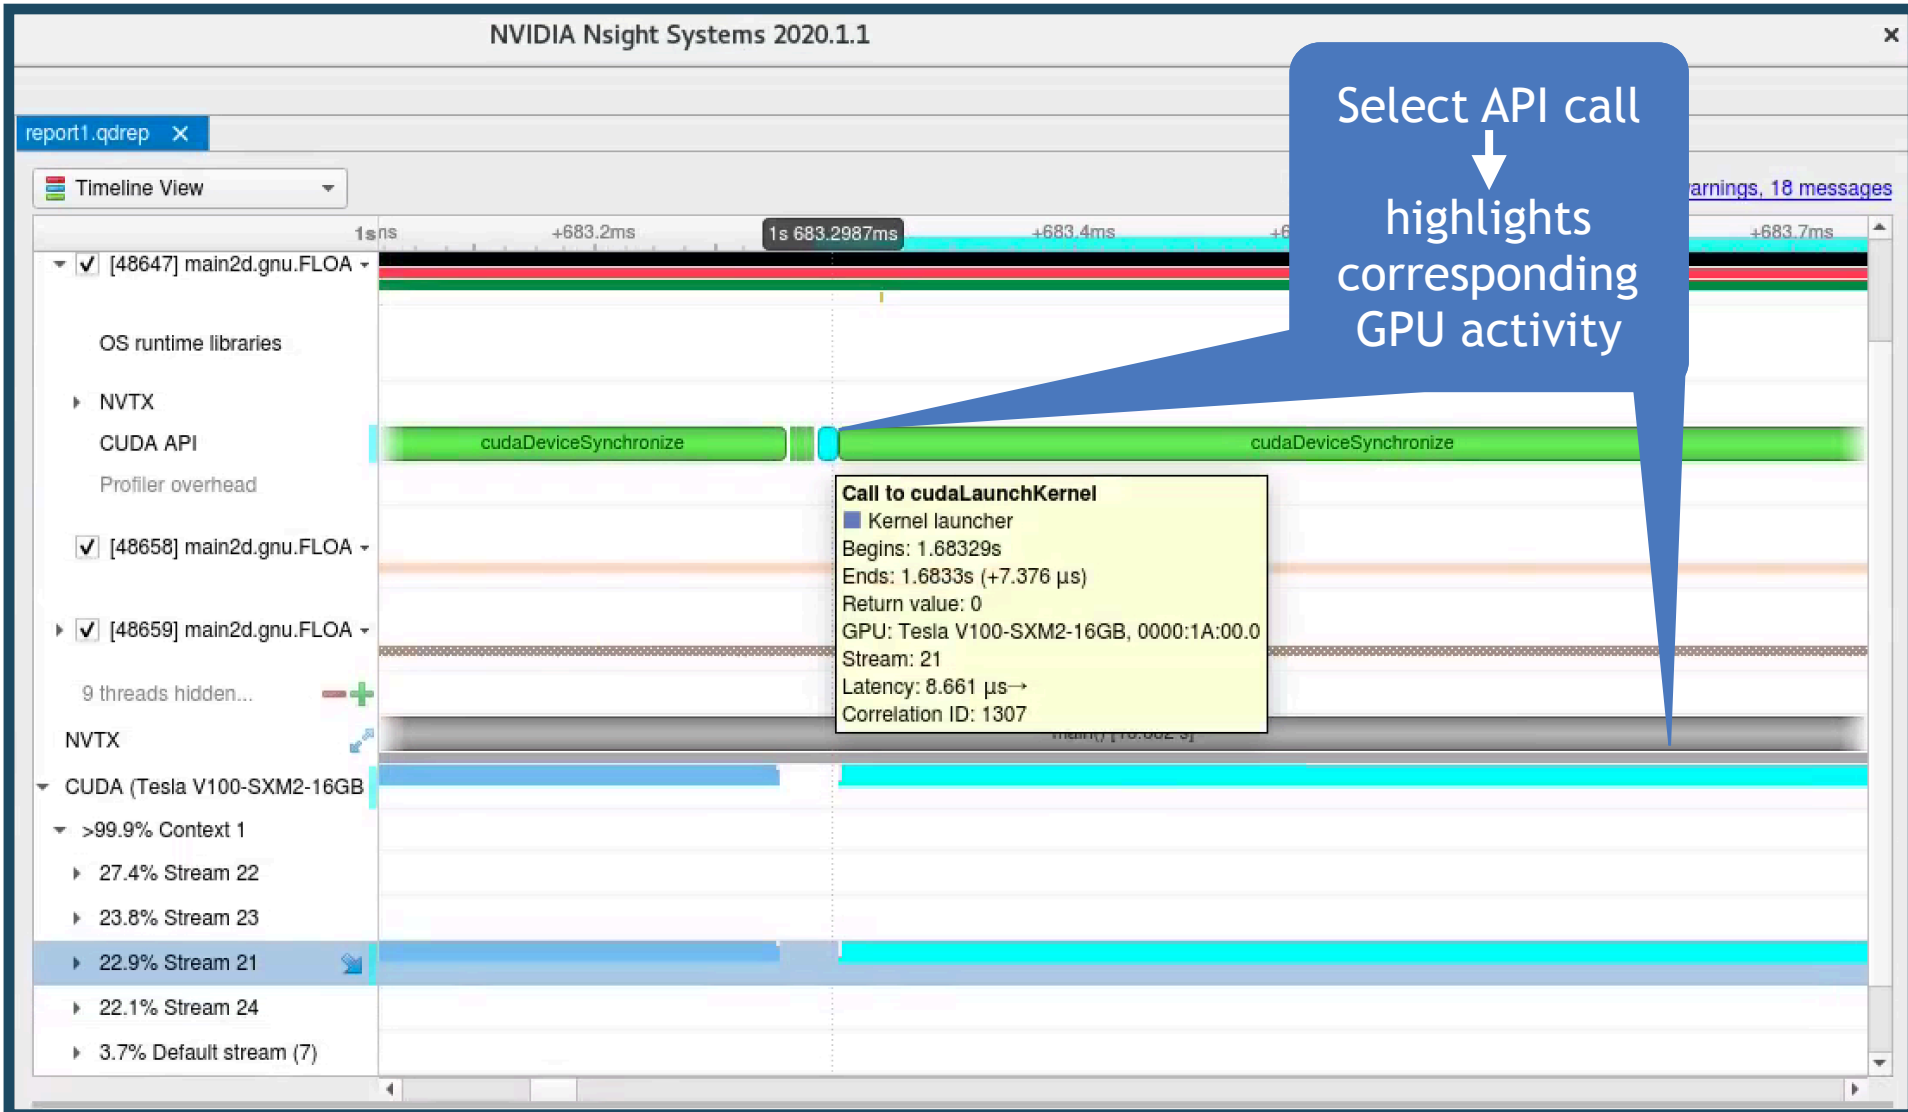 NVIDIA Nsight Systems 2020.1.1
report1.qdrep
Select API call
highlights
corresponding
GPU activity
Timeline View
18 messages
1s
+683.2ms
1s 683.2987ms
+683.4ms
+683.7ms
[48647] main2d.gnu.FLOA
OS runtime libraries
NVTX
CUDA API
cudaDeviceSynchronize
cudaDeviceSynchronize
Profiler overhead
Call to cudaLaunchKernel
Kernel launcher
Begins: 1.68329s
Ends: 1.6833s (+7.376 µs)
Return value: 0
GPU: Tesla V100-SXM2-16GB, 0000:1A:00.0
Stream: 21
Latency: 8.661 µs→
Correlation ID: 1307
[48658] main2d.gnu.FLOA
[48659] main2d.gnu.FLOA
9 threads hidden...
NVTX
CUDA (Tesla V100-SXM2-16GB
>99.9% Context 1
27.4% Stream 22
23.8% Stream 23
22.9% Stream 21
22.1% Stream 24
3.7% Default stream (7)